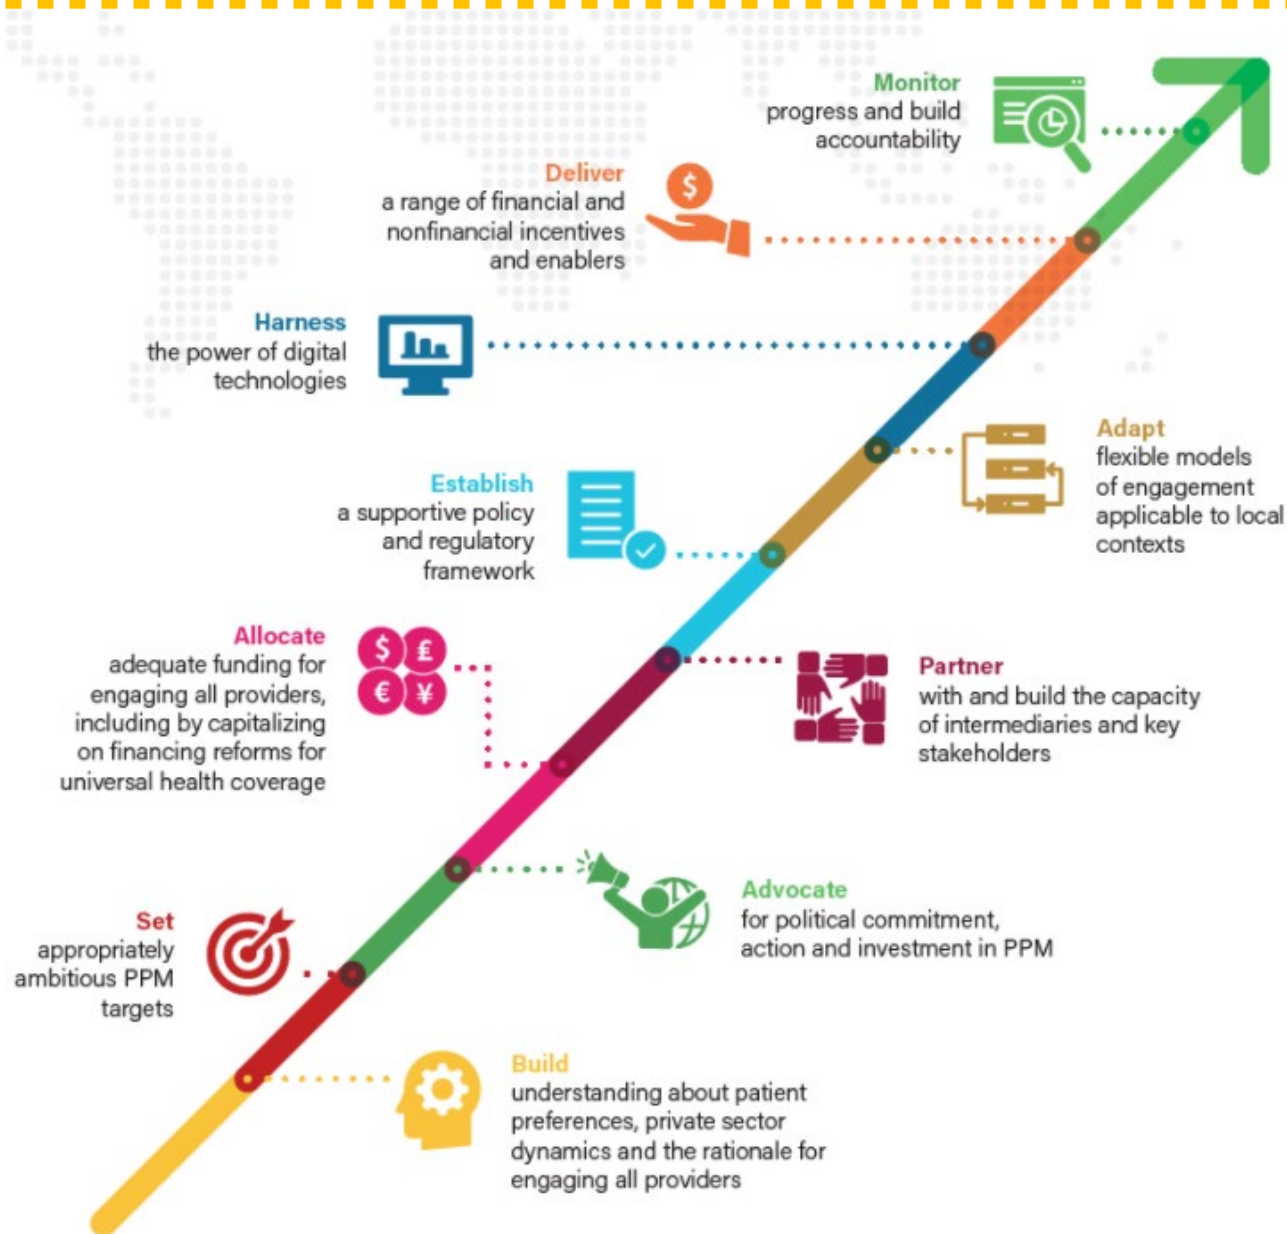 Monitor
progress and build
accountability
Deliver
a range of financial and
nonfinancial incentives
and enablers
$
Harness
the power of digital
technologies
Adapt
flexible models
of engagement
applicable to local
contexts
Establish
a supportive policy
and regulatory
framework
Allocate
adequate funding for
engaging all providers,
including by capitalizing
on financing reforms for
universal health coverage
$ £
€ ¥
Partner
with and build the capacity
of intermediaries and key
stakeholders
Advocate
for political commitment,
action and investment in PPM
Set
appropriately
ambitious PPM
targets
Build
understanding about patient
preferences, private sector
dynamics and the rationale for
engaging all providers